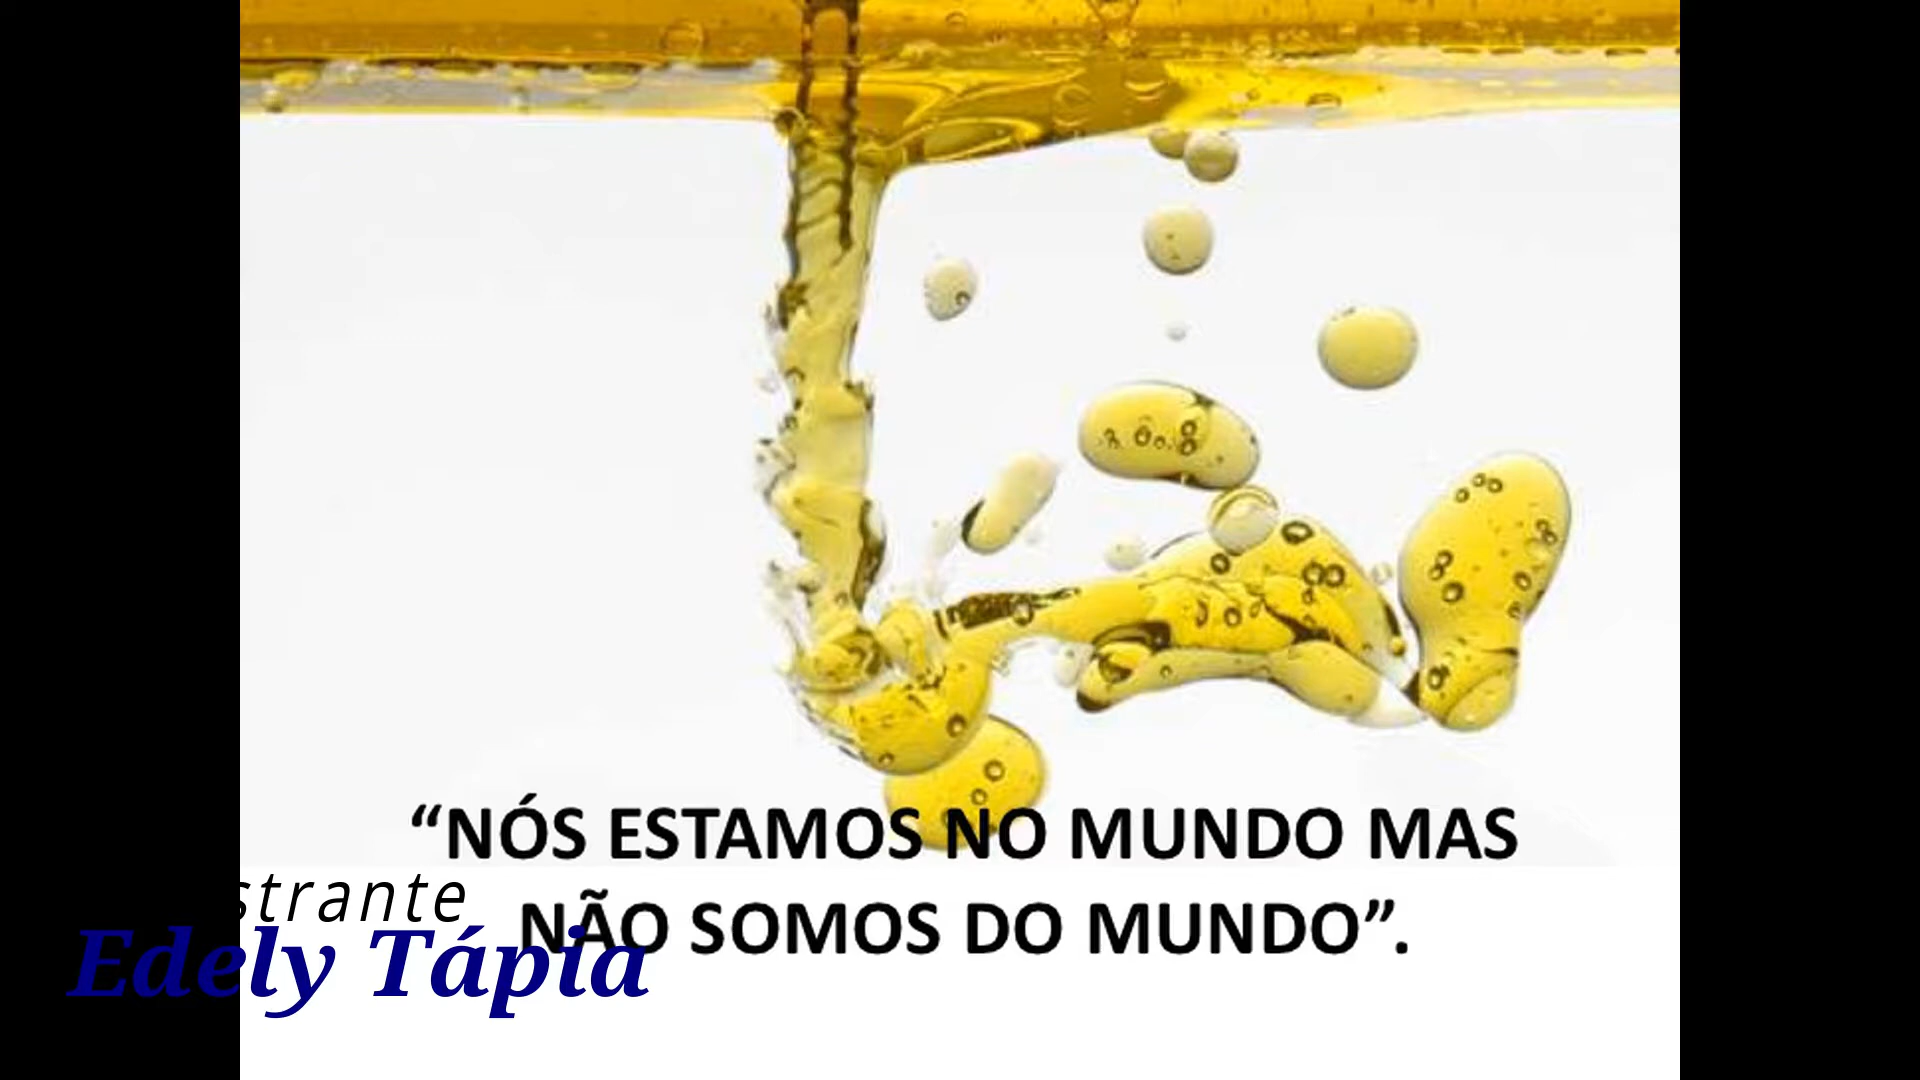 “NÓS ESTAMOS NO MUNDO MAS
NÃO SOMOS DO MUNDO”.
strante
Edely Tápia